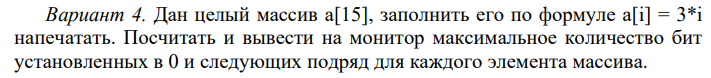 Вариант 4. Дан целый массив a[15], заполнить его по формуле a[i] = 3*i
напечатать. Посчитать и вывести на монитор максимальное количество бит
установленных в 0 и следующих подряд для каждого элемента массива.